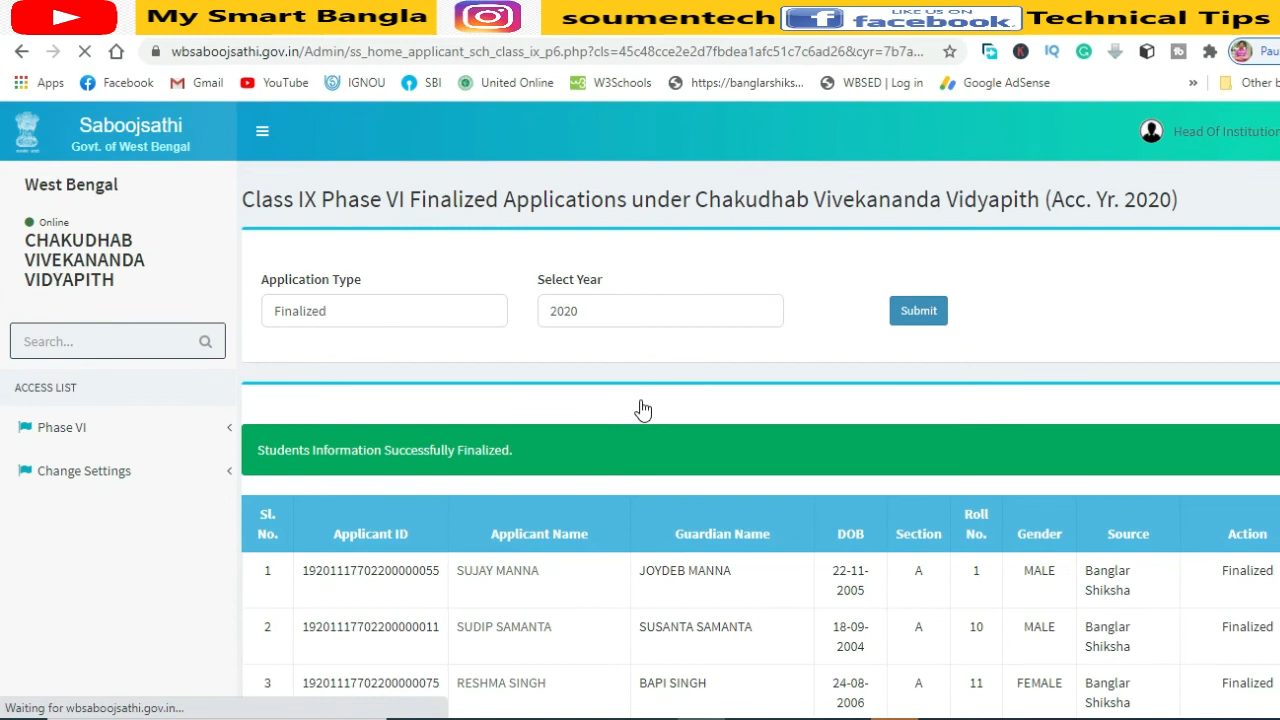 My Smart Bangla
soumentech
LIKE US ON
facebook.
Technical Tips
wbsaboojsathi.gov.in/Admin/ss_home_applicant_sch_class_ix_p6.php?cls=45c48cce2e2d7fbdea1afc51c7c6ad26&cyr=7b7a...
Pau
Apps Facebook Gmail YouTube IGNOU SBI United Online W3Schools https://banglarshiks... WBSED | Log in Google AdSense » Other b
Saboojsathi
Govt. of West Bengal
Head Of Institution
West Bengal
Online
CHAKUDHAB
VIVEKANANDA
VIDYAPITH
Search...
ACCESS LIST
Phase VI
Change Settings
Class IX Phase VI Finalized Applications under Chakudhab Vivekananda Vidyapith (Acc. Yr. 2020)
Application Type Select Year
Finalized 2020 Submit
Students Information Successfully Finalized.
Sl. No. Applicant ID Applicant Name Guardian Name DOB Section Roll No. Gender Source Action
1 19201117702200000055 SUJAY MANNA JOYDEB MANNA 22-11-2005 A 1 MALE Banglar Shiksha Finalized
2 19201117702200000011 SUDIP SAMANTA SUSANTA SAMANTA 18-09-2004 A 10 MALE Banglar Shiksha Finalized
3 19201117702200000075 RESHMA SINGH BAPI SINGH 24-08-2006 A 11 FEMALE Banglar Shiksha Finalized
Waiting for wbsaboojsathi.gov.in...